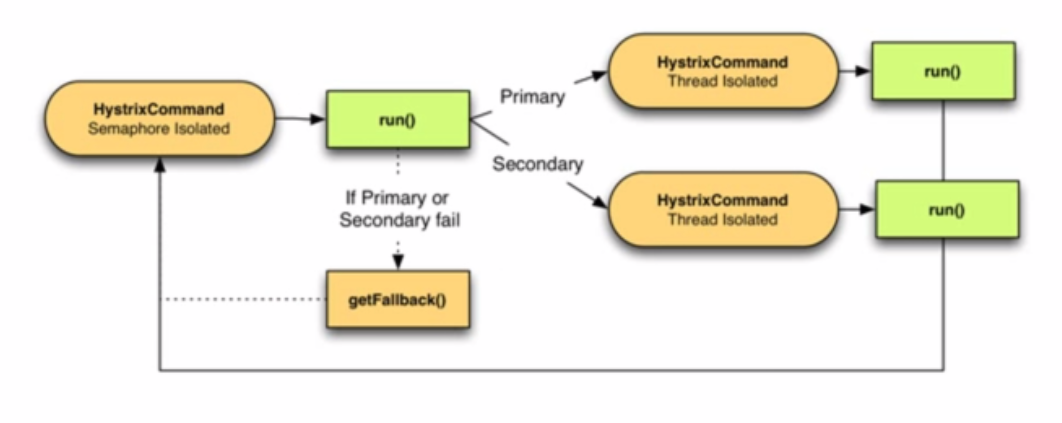 HystrixCommand
Semaphore Isolated
run()
Primary
Secondary
HystrixCommand
Thread Isolated
run()
HystrixCommand
Thread Isolated
run()
If Primary or
Secondary fail
getFallback()